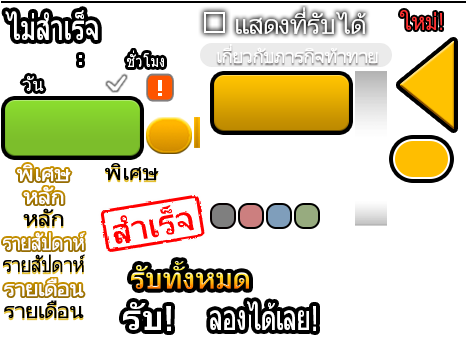 ไม่สำเร็จ
แสดงที่รับได้
ใหม่!
:
ชั่วโมง
เกี่ยวกับภารกิจท้าทาย
วัน
!
พิเศษ
พิเศษ
หลัก
หลัก
สำเร็จ
รายสัปดาห์
รายสัปดาห์
รับทั้งหมด
รายเดือน
รายเดือน
รับ!
ลองได้เลย!